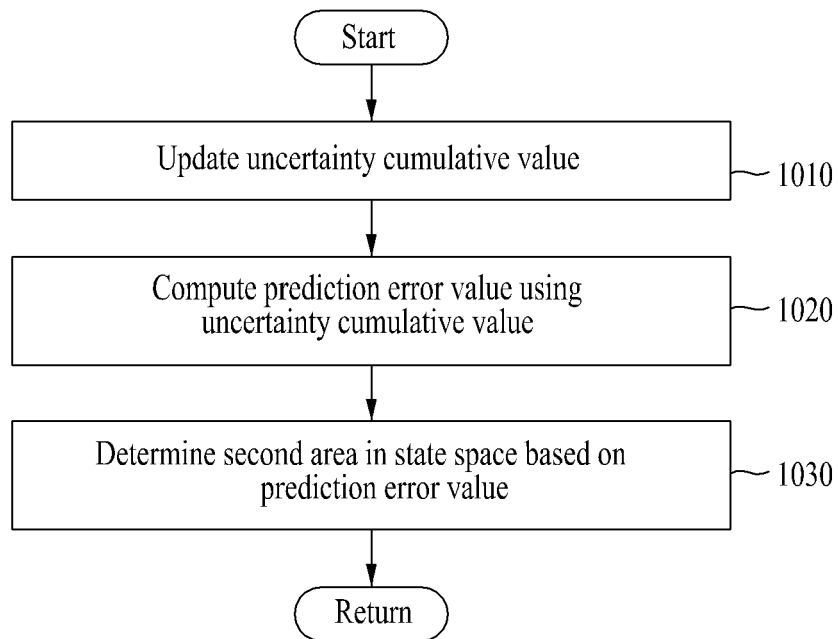 Start
Update uncertainty cumulative value
1010
Compute prediction error value using
uncertainty cumulative value
1020
Determine second area in state space based on
prediction error value
1030
Return